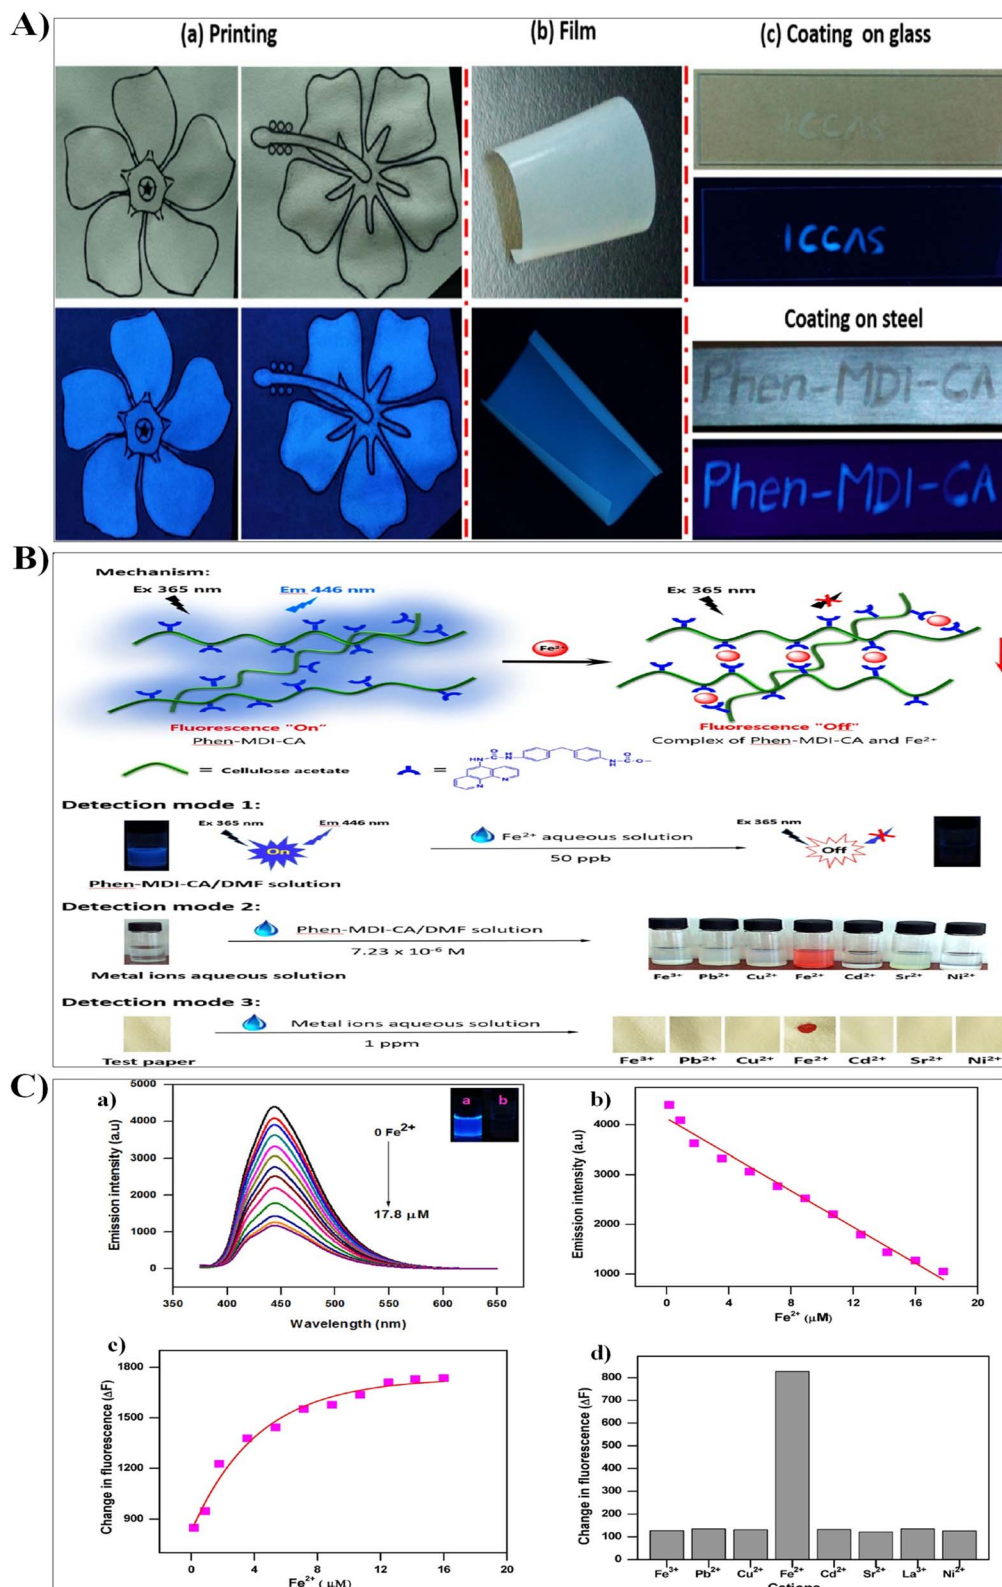 A)
(a) Printing
(b) Film
(c) Coating on glass
ICCAS
ICCAS
Coating on steel
Phen-MDI-CA
Phen-MDI-CA
B)
Mechanism:
Ex 365 nm
Em 446 nm
Fe²⁺
Ex 365 nm
Fluorescence "On"
Phen-MDI-CA
Fluorescence "Off"
Complex of Phen-MDI-CA and Fe²⁺
= Cellulose acetate
=
Detection mode 1:
Ex 365 nm
Em 446 nm
On
Fe²⁺ aqueous solution
50 ppb
Ex 365 nm
Off
Phen-MDI-CA/DMF solution
Detection mode 2:
Phen-MDI-CA/DMF solution
7.23 x 10⁻⁶ M
Metal ions aqueous solution
Fe³⁺ Pb²⁺ Cu²⁺ Fe²⁺ Cd²⁺ Sr²⁺ Ni²⁺
Detection mode 3:
Metal ions aqueous solution
1 ppm
Test paper
Fe³⁺ Pb²⁺ Cu²⁺ Fe²⁺ Cd²⁺ Sr²⁺ Ni²⁺
C)
a)
Emission intensity (a.u)
5000
4000
3000
2000
1000
0
a b
0 Fe²⁺
17.8 µM
350 400 450 500 550 600 650
Wavelength (nm)
b)
Emission intensity (a.u)
4000
3000
2000
1000
0 4 8 12 16 20
Fe²⁺ (µM)
c)
Change in fluorescence (ΔF)
1800
1500
1200
900
0 4 8 12 16 20
Fe²⁺ (µM)
d)
Change in fluorescence (ΔF)
800
700
600
500
400
300
200
100
0
Fe³⁺ Pb²⁺ Cu²⁺ Fe²⁺ Cd²⁺ Sr²⁺ La³⁺ Ni²⁺
Cations